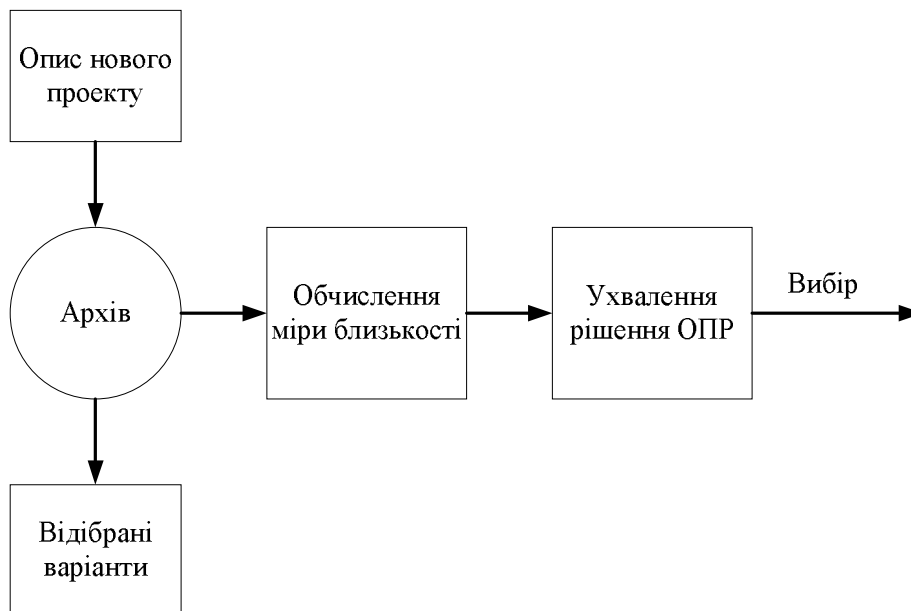 Опис нового
проекту
Архів
Обчислення
міри близькості
Ухвалення
рішення ОПР
Вибір
Відібрані
варіанти